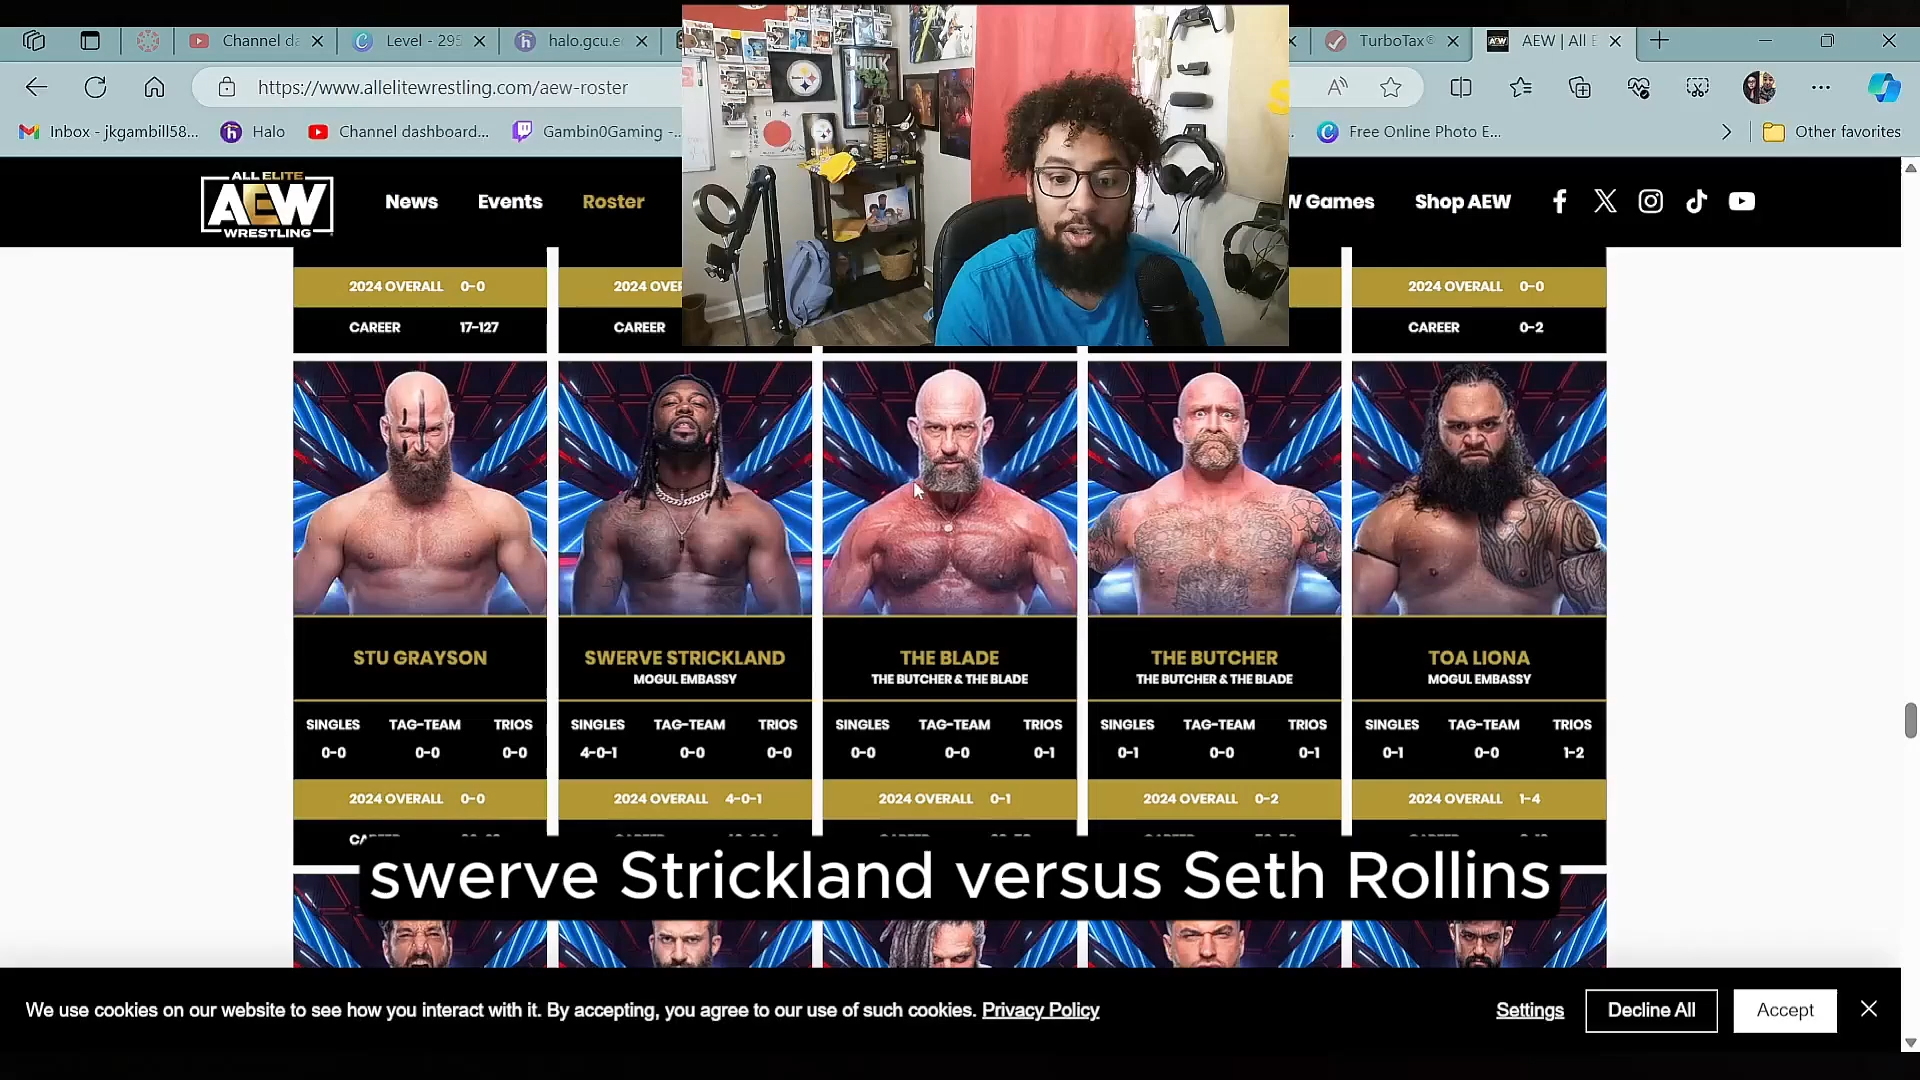 Channel da
Level - 295
halo.gcu.e
TurboTax®
AEW | All E
https://www.allelitewrestling.com/aew-roster
Inbox - jkgambill58...
Halo
Channel dashboard...
Gambin0Gaming -...
Free Online Photo E...
Other favorites
HULK
Steelers
ALL ELITE
AEW
WRESTLING
News
Events
Roster
W Games
Shop AEW
2024 OVERALL 0-0
2024 OVE
2024 OVERALL 0-0
CAREER 17-127
CAREER
CAREER 0-2
STU GRAYSON
SWERVE STRICKLAND
MOGUL EMBASSY
THE BLADE
THE BUTCHER & THE BLADE
THE BUTCHER
THE BUTCHER & THE BLADE
TOA LIONA
MOGUL EMBASSY
SINGLES TAG-TEAM TRIOS
0-0 0-0 0-0
SINGLES TAG-TEAM TRIOS
4-0-1 0-0 0-0
SINGLES TAG-TEAM TRIOS
0-0 0-0 0-1
SINGLES TAG-TEAM TRIOS
0-1 0-0 0-1
SINGLES TAG-TEAM TRIOS
0-1 0-0 1-2
2024 OVERALL 0-0
2024 OVERALL 4-0-1
2024 OVERALL 0-1
2024 OVERALL 0-2
2024 OVERALL 1-4
swerve Strickland versus Seth Rollins
We use cookies on our website to see how you interact with it. By accepting, you agree to our use of such cookies. Privacy Policy
Settings
Decline All
Accept